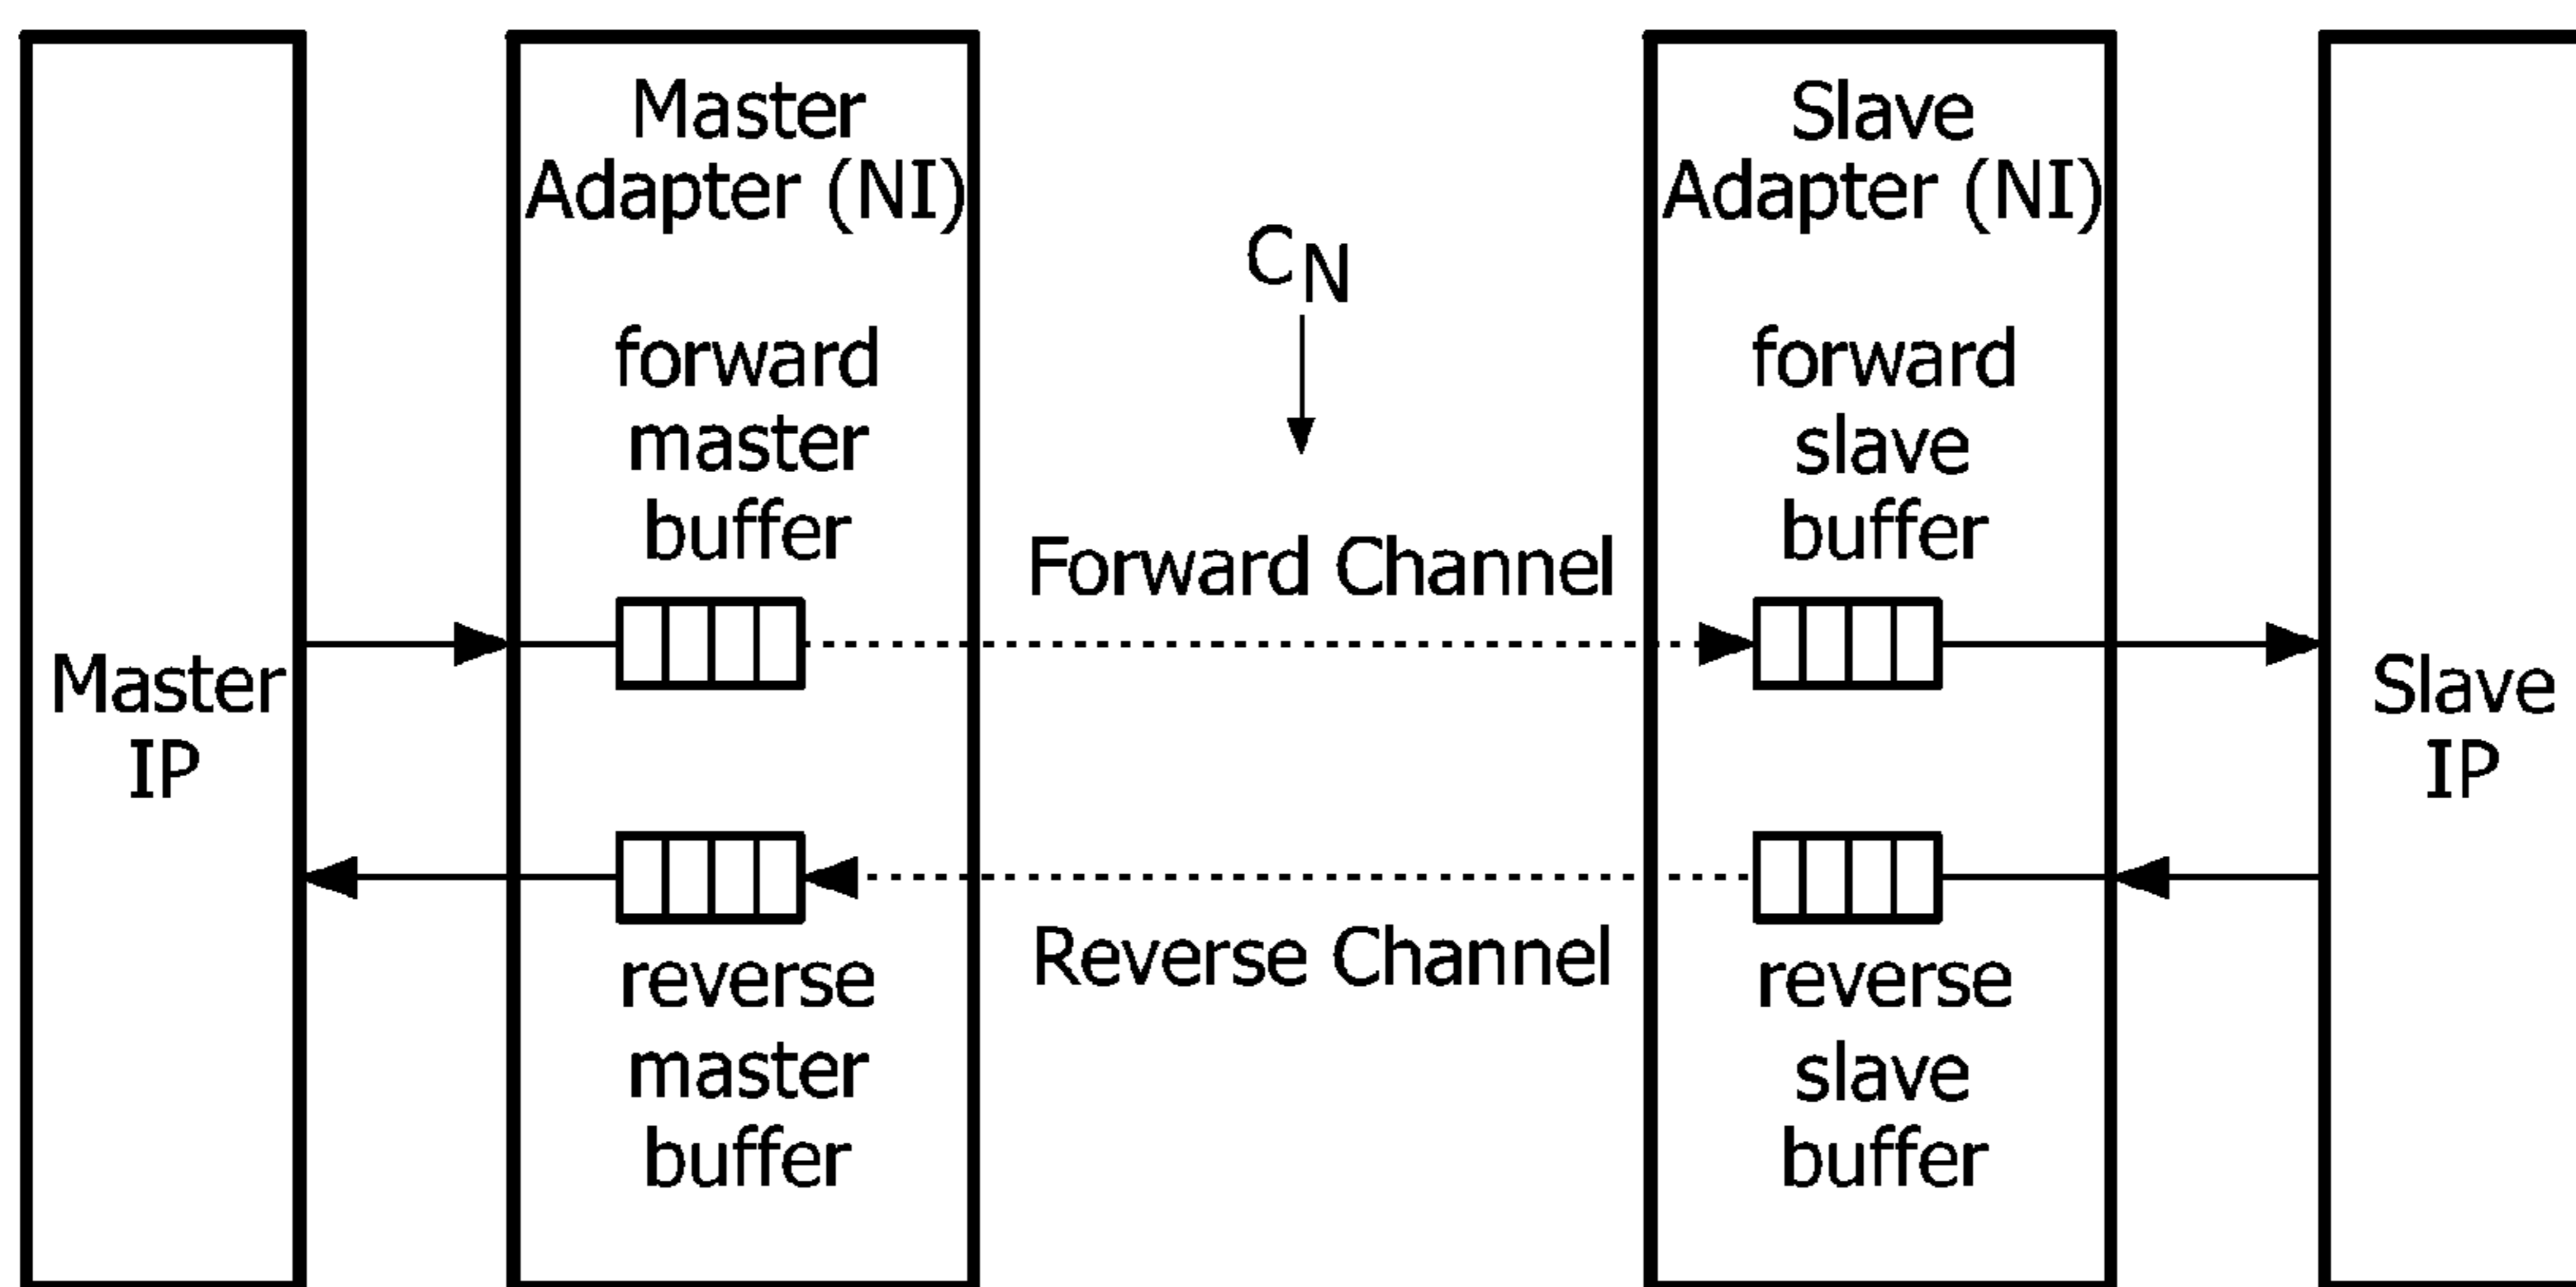 Master
IP
Master
Adapter (NI)
forward
master
buffer
reverse
master
buffer
C_N
Forward Channel
Reverse Channel
Slave
Adapter (NI)
forward
slave
buffer
reverse
slave
buffer
Slave
IP